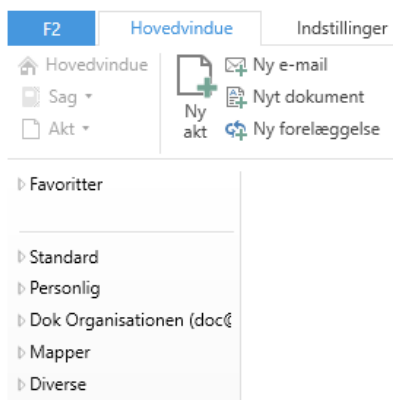 F2 Hovedvindue Indstillinger
Hovedvindue
Sag
Akt
Ny akt
Ny e-mail
Nyt dokument
Ny forelæggelse
Favoritter
Standard
Personlig
Dok Organisationen (doc@
Mapper
Diverse